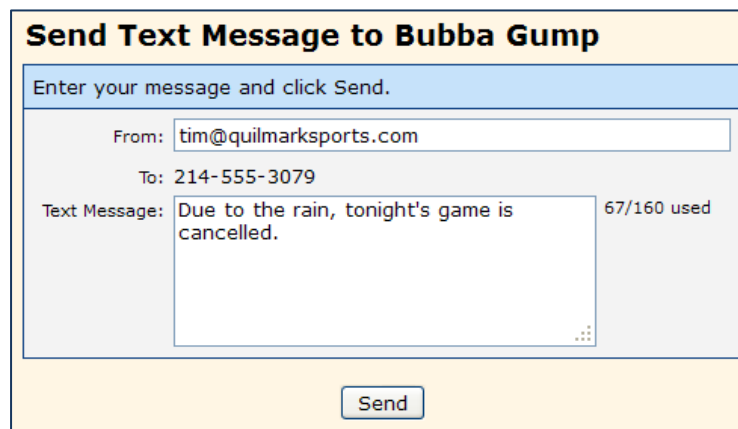 Send Text Message to Bubba Gump
Enter your message and click Send.
From: tim@quilmarksports.com
To: 214-555-3079
Text Message: Due to the rain, tonight's game is 67/160 used
cancelled.
Send